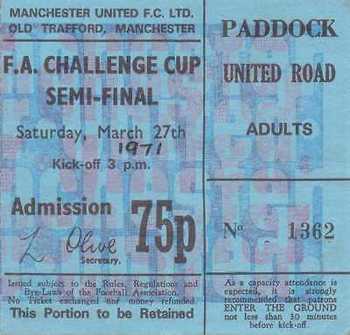 MANCHESTER UNITED F.C. LTD.
OLD TRAFFORD, MANCHESTER
F.A. CHALLENGE CUP
SEMI-FINAL
Saturday, March 27th
1971
Kick-off 3 p.m.
Admission 75p
L. Olive
Secretary.
Issued subject to the Rules, Regulations and
Bye-Laws of the Football Association.
No Ticket exchanged nor money refunded
This Portion to be Retained
PADDOCK
UNITED ROAD
ADULTS
No 1362
As a capacity attendance is
expected, it is strongly
recommended that patrons
ENTER THE GROUND
not less than 30 minutes
before kick-off.